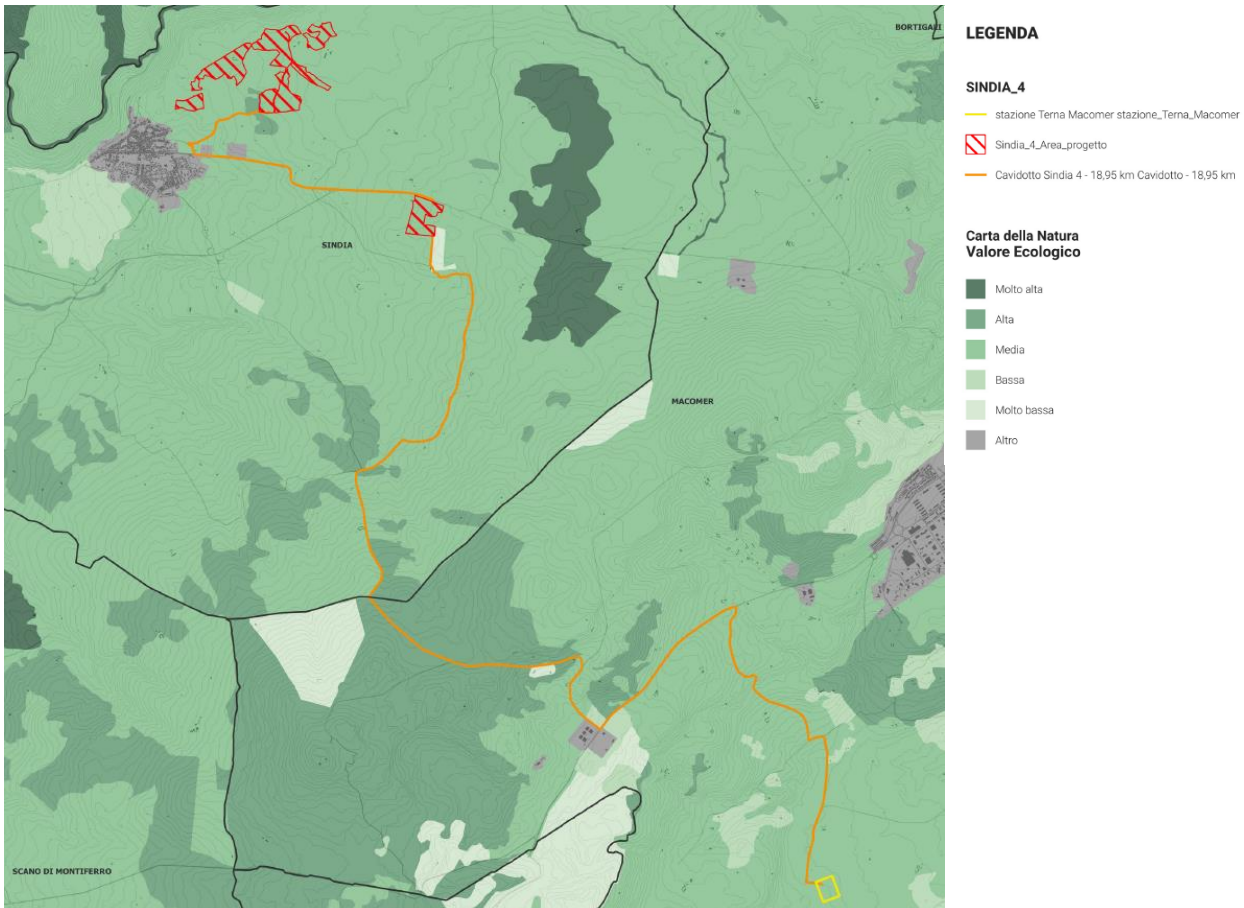 BORTIGALI
SINDIA
MACOMER
SCANO DI MONTIFERRO
LEGENDA
SINDIA_4
stazione Terna Macomer stazione_Terna_Macomer
Sindia_4_Area_progetto
Cavidotto Sindia 4 - 18,95 km Cavidotto - 18,95 km
Carta della Natura
Valore Ecologico
Molto alta
Alta
Media
Bassa
Molto bassa
Altro